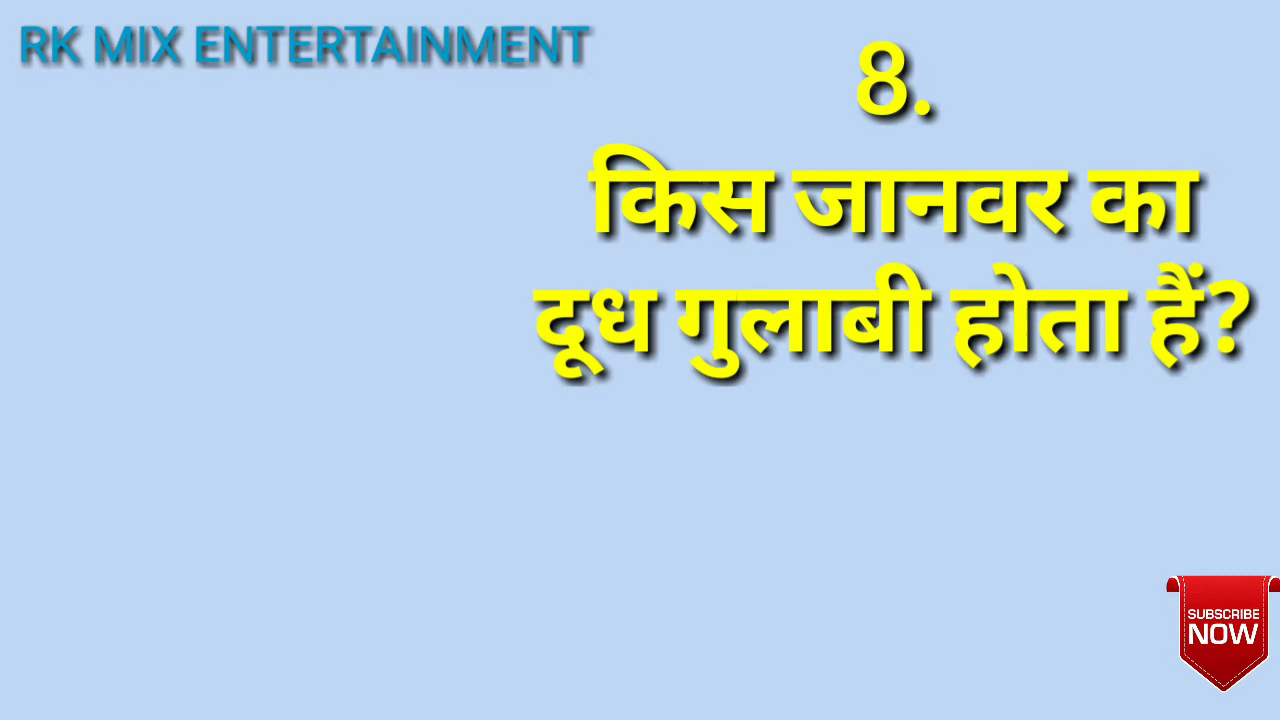 RK MIX ENTERTAINMENT
8.
किस जानवर का
दूध गुलाबी होता हैं?
SUBSCRIBE
NOW